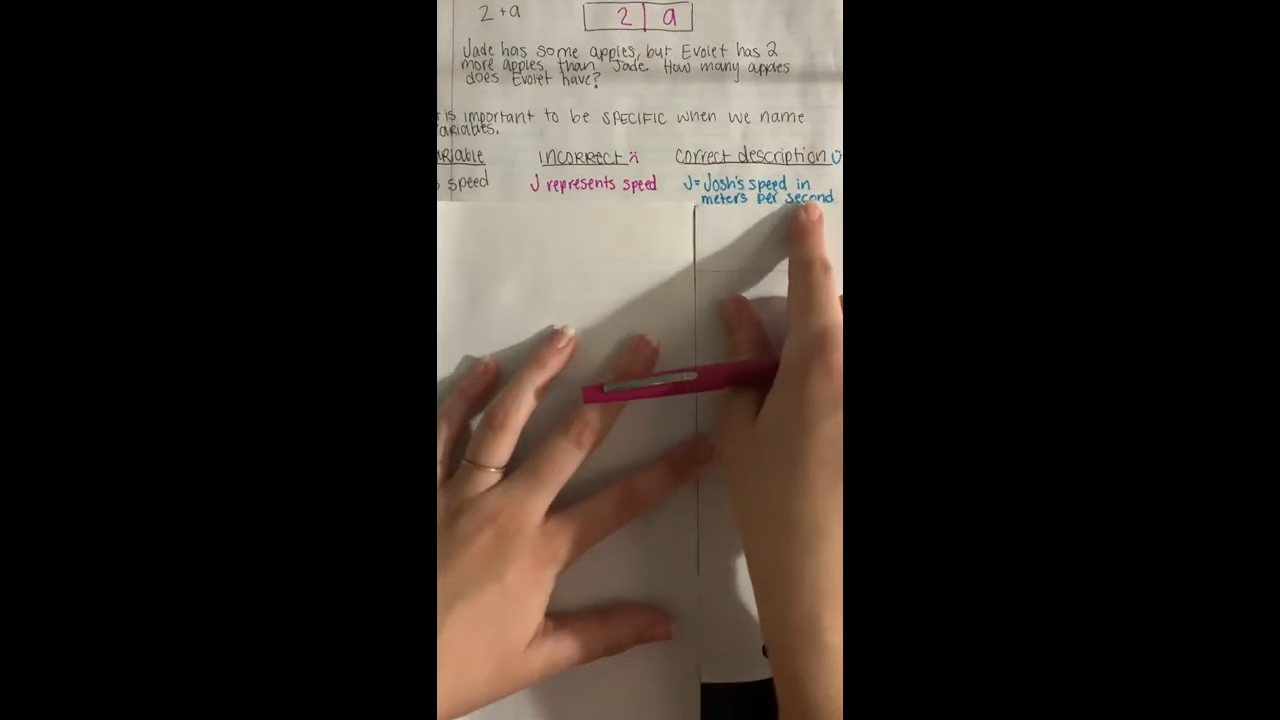 2 + a
2 a
Jade has some apples, but Evolet has 2
more apples than Jade. How many apples
does Evolet have?
is important to be SPECIFIC when we name
ariables.
ariable INCORRECT correct description
speed J represents speed J = Josh's speed in
meters per second